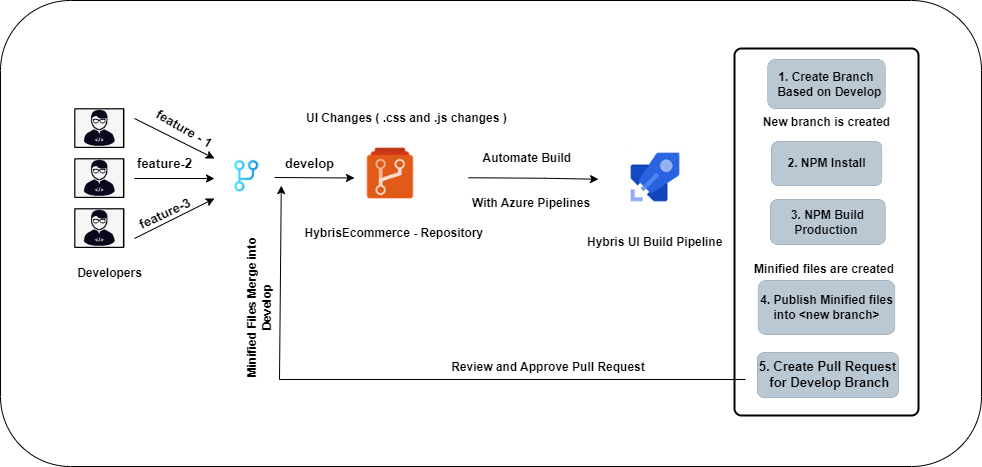 feature - 1
feature-2
feature-3
Developers
UI Changes ( .css and .js changes )
develop
HybrisEcommerce - Repository
Automate Build
With Azure Pipelines
Hybris UI Build Pipeline
1. Create Branch
Based on Develop
New branch is created
2. NPM Install
3. NPM Build
Production
Minified files are created
4. Publish Minified files
into <new branch>
5. Create Pull Request
for Develop Branch
Review and Approve Pull Request
Minified Files Merge into
Develop